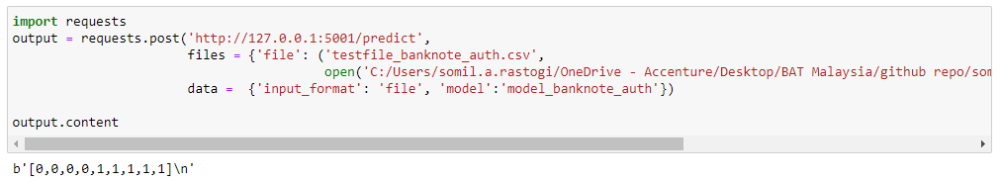 import requests
output = requests.post('http://127.0.0.1:5001/predict',
files = {'file': ('testfile_banknote_auth.csv',
open('C:/Users/somil.a.rastogi/OneDrive - Accenture/Desktop/BAT Malaysia/github repo/som
data = {'input_format': 'file', 'model':'model_banknote_auth'})
output.content
b'[0,0,0,0,1,1,1,1,1]\n'